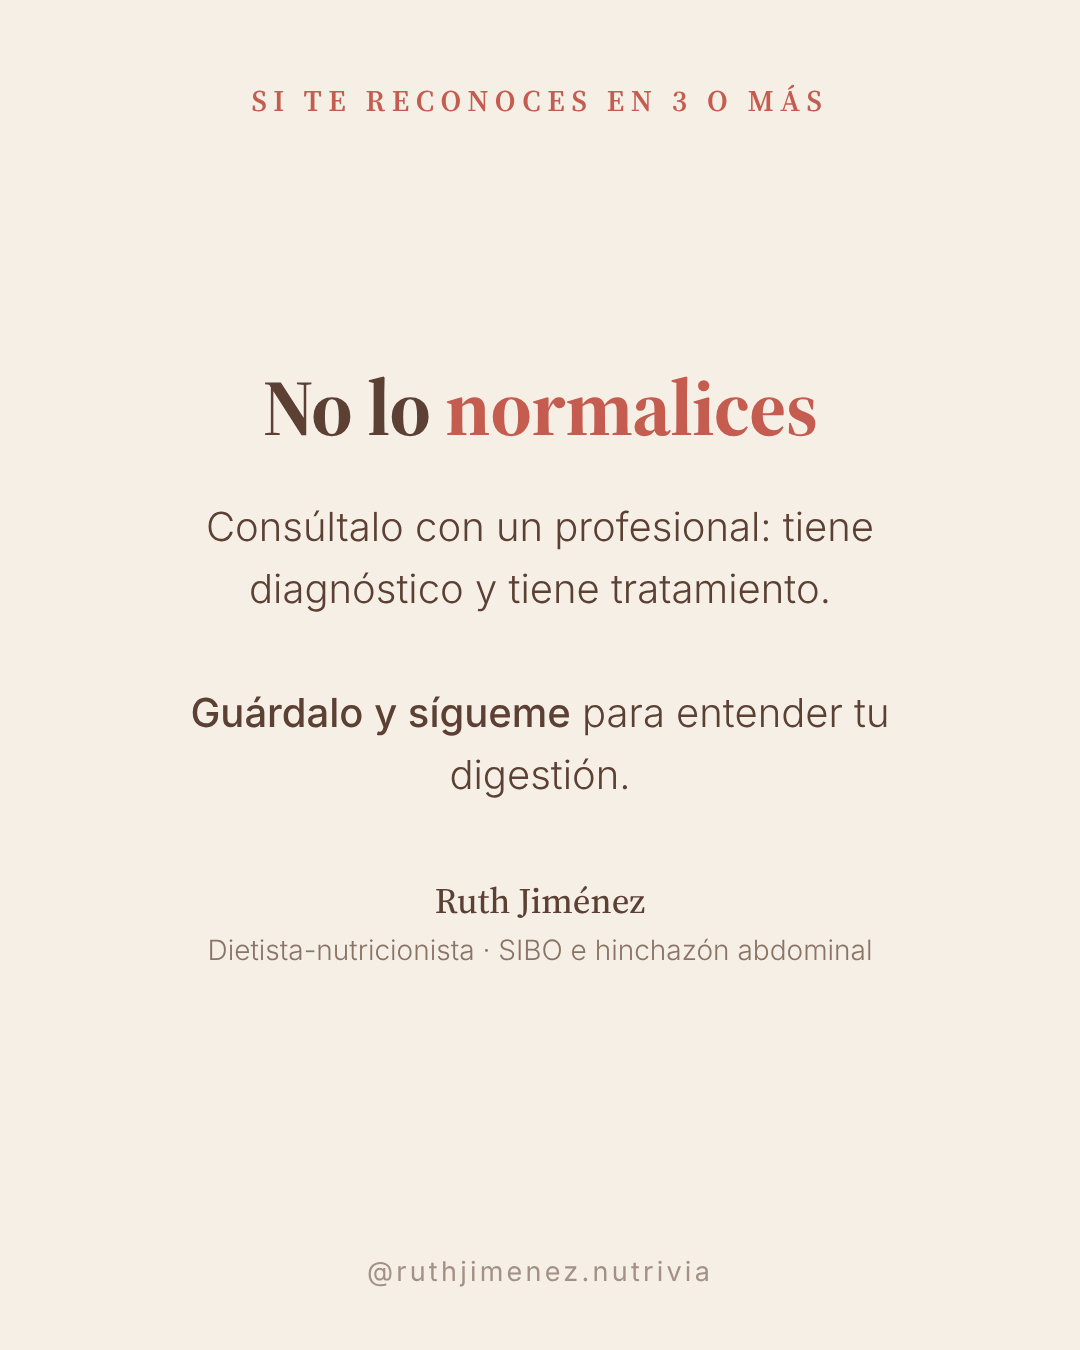 SI TE RECONOCES EN 3 O MÁS
No lo normalices
Consúltalo con un profesional: tiene
diagnóstico y tiene tratamiento.
Guárdalo y sígueme para entender tu
digestión.
Ruth Jiménez
Dietista-nutricionista · SIBO e hinchazón abdominal
@ruthjimenez.nutrivia